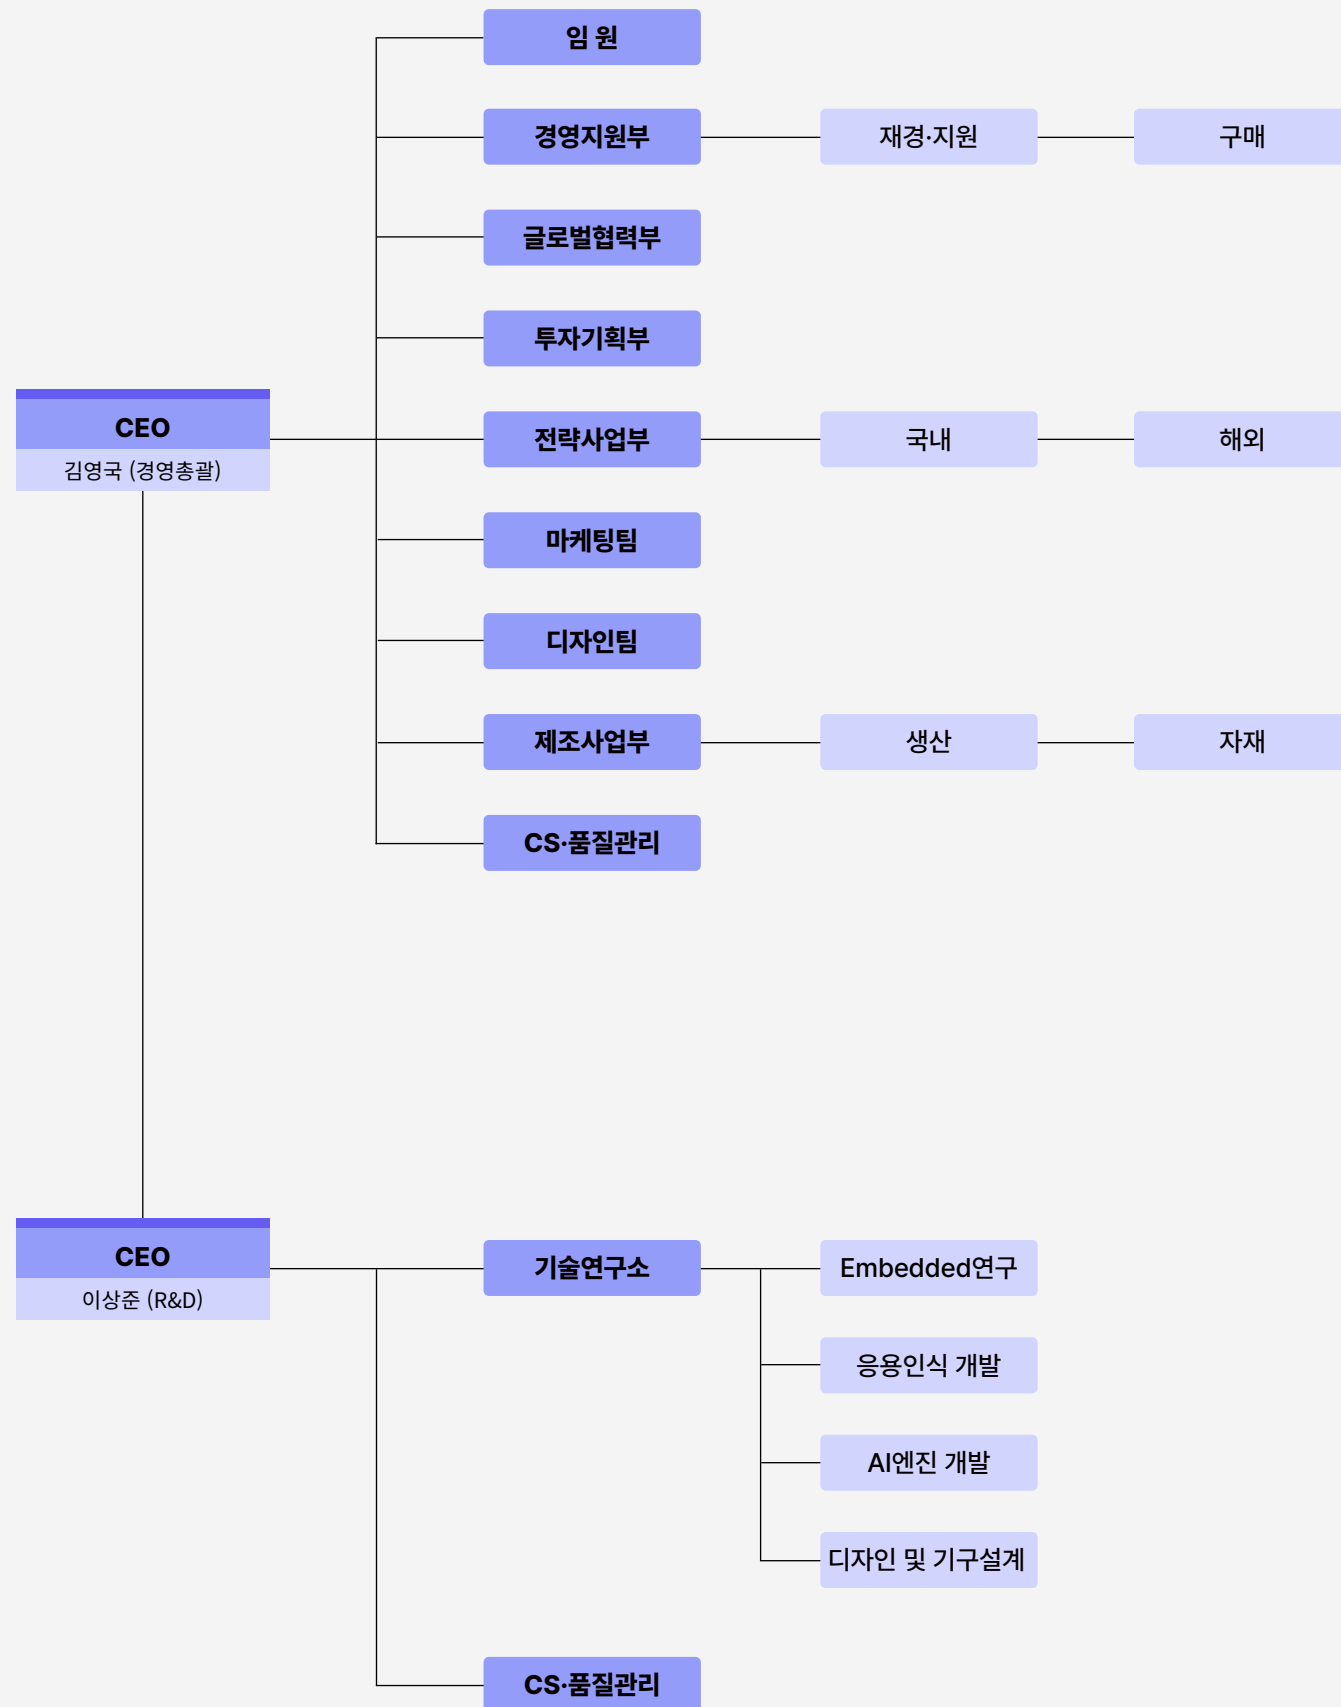 임 원
경영지원부
재경·지원
구매
글로벌협력부
투자기획부
CEO
김영국 (경영총괄)
전략사업부
국내
해외
마케팅팀
디자인팀
제조사업부
생산
자재
CS·품질관리
CEO
이상준 (R&D)
기술연구소
Embedded연구
응용인식 개발
AI엔진 개발
디자인 및 기구설계
CS·품질관리